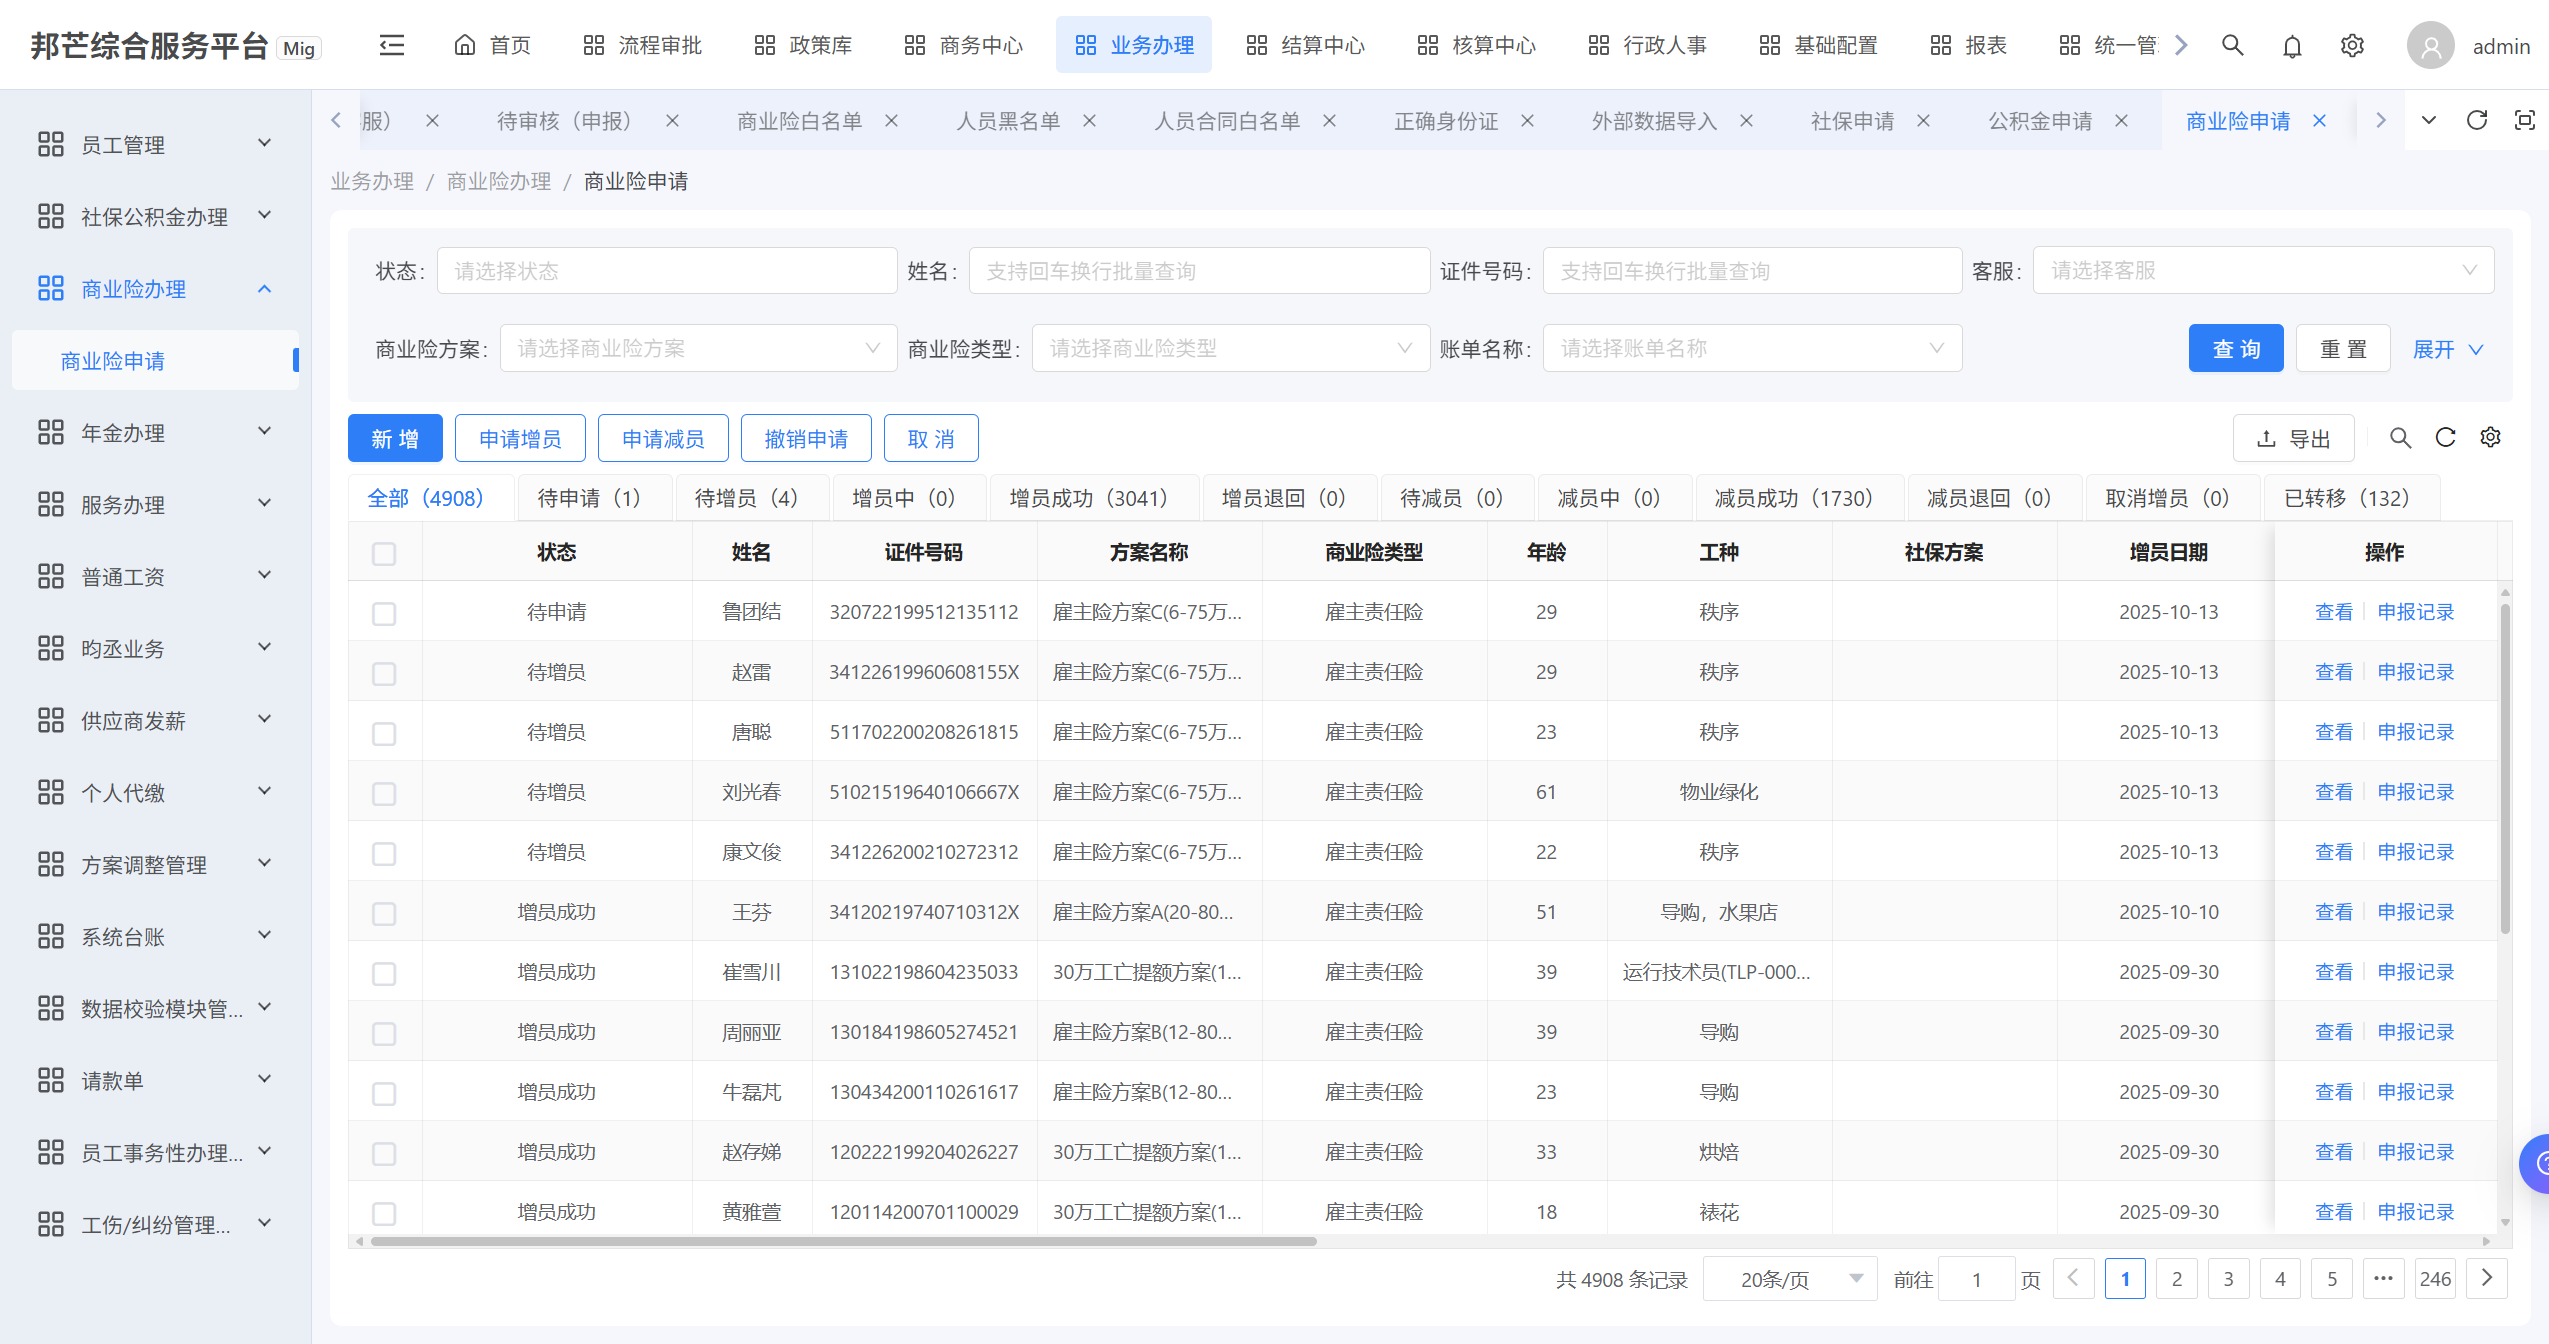 邦芒综合服务平台 Mig 首页 流程审批 政策库 商务中心 业务办理 结算中心 核算中心 行政人事 基础配置 报表 统一管 admin
服） 待审核（申报） 商业险白名单 人员黑名单 人员合同白名单 正确身份证 外部数据导入 社保申请 公积金申请 商业险申请
业务办理 / 商业险办理 / 商业险申请
员工管理
社保公积金办理
商业险办理
商业险申请
年金办理
服务办理
普通工资
昀丞业务
供应商发薪
个人代缴
方案调整管理
系统台账
数据校验模块管...
请款单
员工事务性办理...
工伤/纠纷管理...
状态: 请选择状态 姓名: 支持回车换行批量查询 证件号码: 支持回车换行批量查询 客服: 请选择客服
商业险方案: 请选择商业险方案 商业险类型: 请选择商业险类型 账单名称: 请选择账单名称 查 询 重 置 展开
新 增 申请增员 申请减员 撤销申请 取 消 导出
全部（4908） 待申请（1） 待增员（4） 增员中（0） 增员成功（3041） 增员退回（0） 待减员（0） 减员中（0） 减员成功（1730） 减员退回（0） 取消增员（0） 已转移（132）
状态 姓名 证件号码 方案名称 商业险类型 年龄 工种 社保方案 增员日期 操作
待申请 鲁团结 320722199512135112 雇主险方案C(6-75万... 雇主责任险 29 秩序 2025-10-13 查看 申报记录
待增员 赵雷 34122619960608155X 雇主险方案C(6-75万... 雇主责任险 29 秩序 2025-10-13 查看 申报记录
待增员 唐聪 511702200208261815 雇主险方案C(6-75万... 雇主责任险 23 秩序 2025-10-13 查看 申报记录
待增员 刘光春 51021519640106667X 雇主险方案C(6-75万... 雇主责任险 61 物业绿化 2025-10-13 查看 申报记录
待增员 康文俊 341226200210272312 雇主险方案C(6-75万... 雇主责任险 22 秩序 2025-10-13 查看 申报记录
增员成功 王芬 34120219740710312X 雇主险方案A(20-80... 雇主责任险 51 导购，水果店 2025-10-10 查看 申报记录
增员成功 崔雪川 131022198604235033 30万工亡提额方案(1... 雇主责任险 39 运行技术员(TLP-000... 2025-09-30 查看 申报记录
增员成功 周丽亚 130184198605274521 雇主险方案B(12-80... 雇主责任险 39 导购 2025-09-30 查看 申报记录
增员成功 牛磊芃 130434200110261617 雇主险方案B(12-80... 雇主责任险 23 导购 2025-09-30 查看 申报记录
增员成功 赵存娣 120222199204026227 30万工亡提额方案(1... 雇主责任险 33 烘焙 2025-09-30 查看 申报记录
增员成功 黄雅萱 120114200701100029 30万工亡提额方案(1... 雇主责任险 18 裱花 2025-09-30 查看 申报记录
共 4908 条记录 20条/页 前往 1 页 1 2 3 4 5 ··· 246